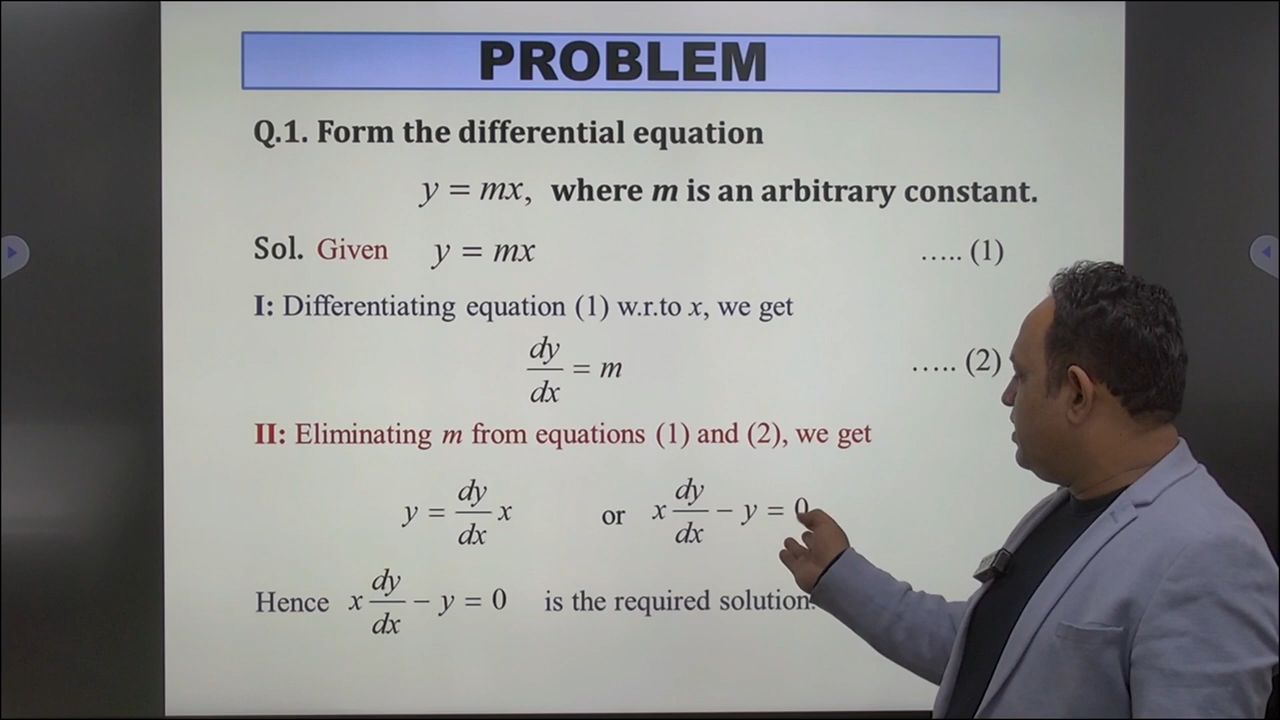 PROBLEM
Q.1. Form the differential equation
y = mx, where m is an arbitrary constant.
Sol. Given y = mx ..... (1)
I: Differentiating equation (1) w.r.to x, we get
dy/dx = m ..... (2)
II: Eliminating m from equations (1) and (2), we get
y = dy/dx x or x dy/dx − y = 0
Hence x dy/dx − y = 0 is the required solution.